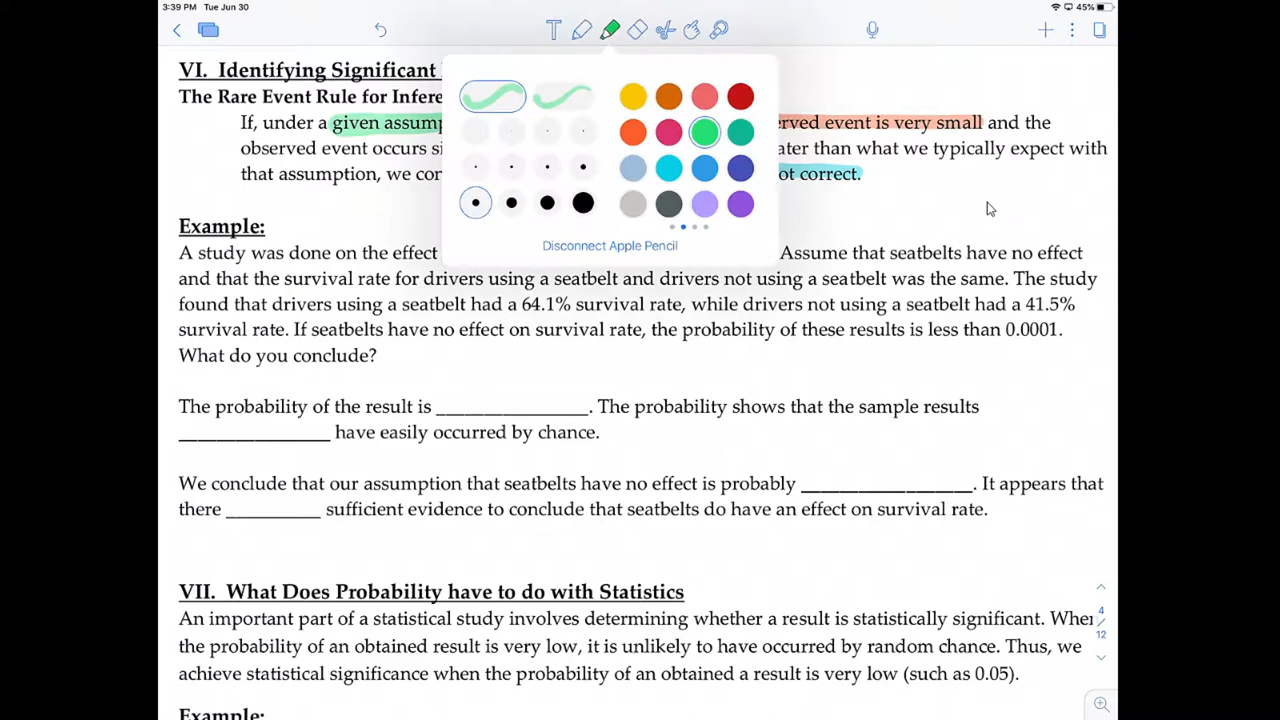 3:39 PM Tue Jun 30
45%
VI. Identifying Significant
The Rare Event Rule for Infere
If, under a given assump
erved event is very small and the
observed event occurs si
ater than what we typically expect with
that assumption, we con
ot correct.
Disconnect Apple Pencil
Example:
A study was done on the effect
Assume that seatbelts have no effect
and that the survival rate for drivers using a seatbelt and drivers not using a seatbelt was the same. The study
found that drivers using a seatbelt had a 64.1% survival rate, while drivers not using a seatbelt had a 41.5%
survival rate. If seatbelts have no effect on survival rate, the probability of these results is less than 0.0001.
What do you conclude?
The probability of the result is ________________. The probability shows that the sample results
________________ have easily occurred by chance.
We conclude that our assumption that seatbelts have no effect is probably __________________. It appears that
there __________ sufficient evidence to conclude that seatbelts do have an effect on survival rate.
VII. What Does Probability have to do with Statistics
An important part of a statistical study involves determining whether a result is statistically significant. When
the probability of an obtained result is very low, it is unlikely to have occurred by random chance. Thus, we
achieve statistical significance when the probability of an obtained a result is very low (such as 0.05).
4
/
12
Example: